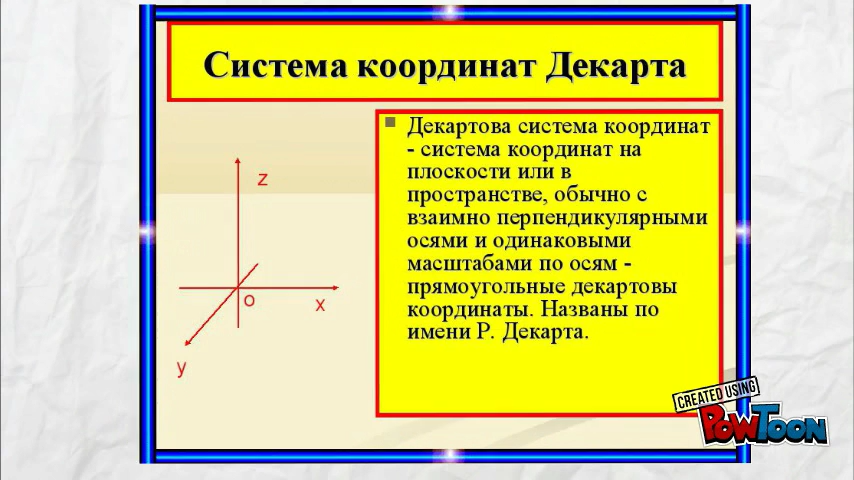 Система координат Декарта
Декартова система координат
- система координат на
плоскости или в
пространстве, обычно с
взаимно перпендикулярными
осями и одинаковыми
масштабами по осям -
прямоугольные декартовы
координаты. Названы по
имени Р. Декарта.
z
o
x
y
CREATED USING
POWTOON